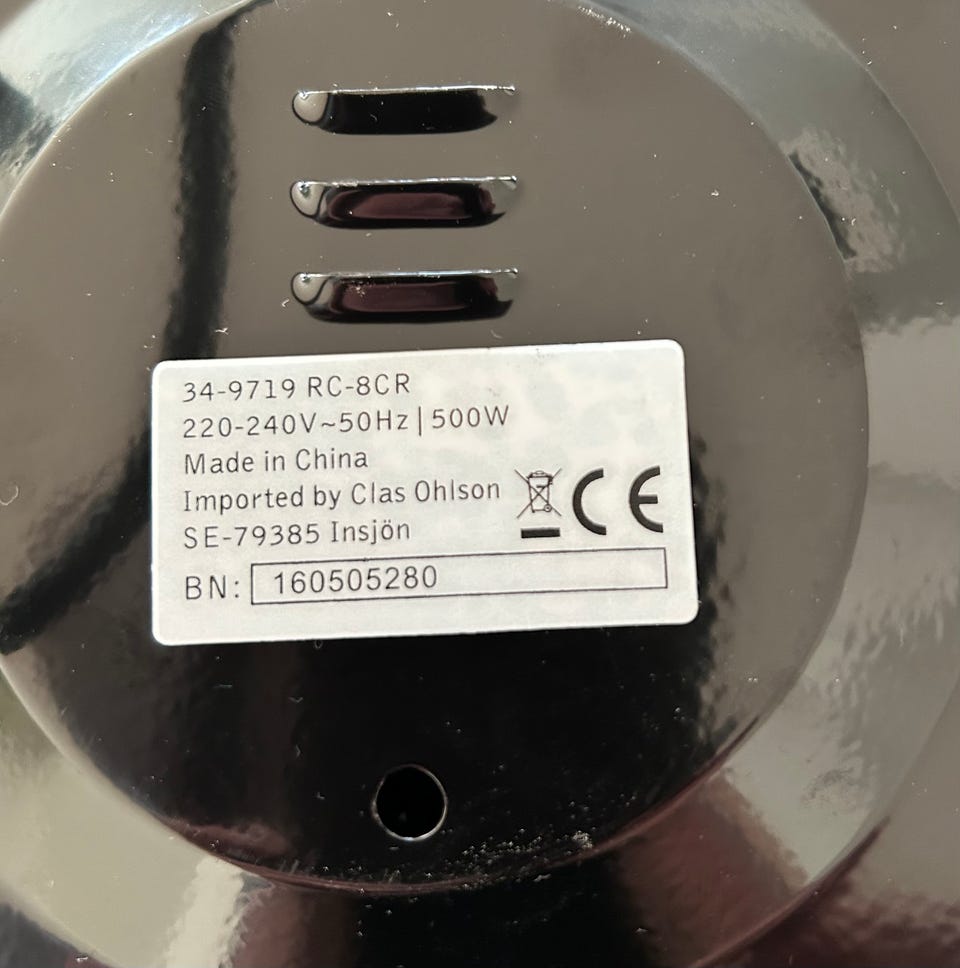 34-9719 RC-8CR
220-240V~50Hz|500W
Made in China
Imported by Clas Ohlson
SE-79385 Insjön
CE
BN: 160505280